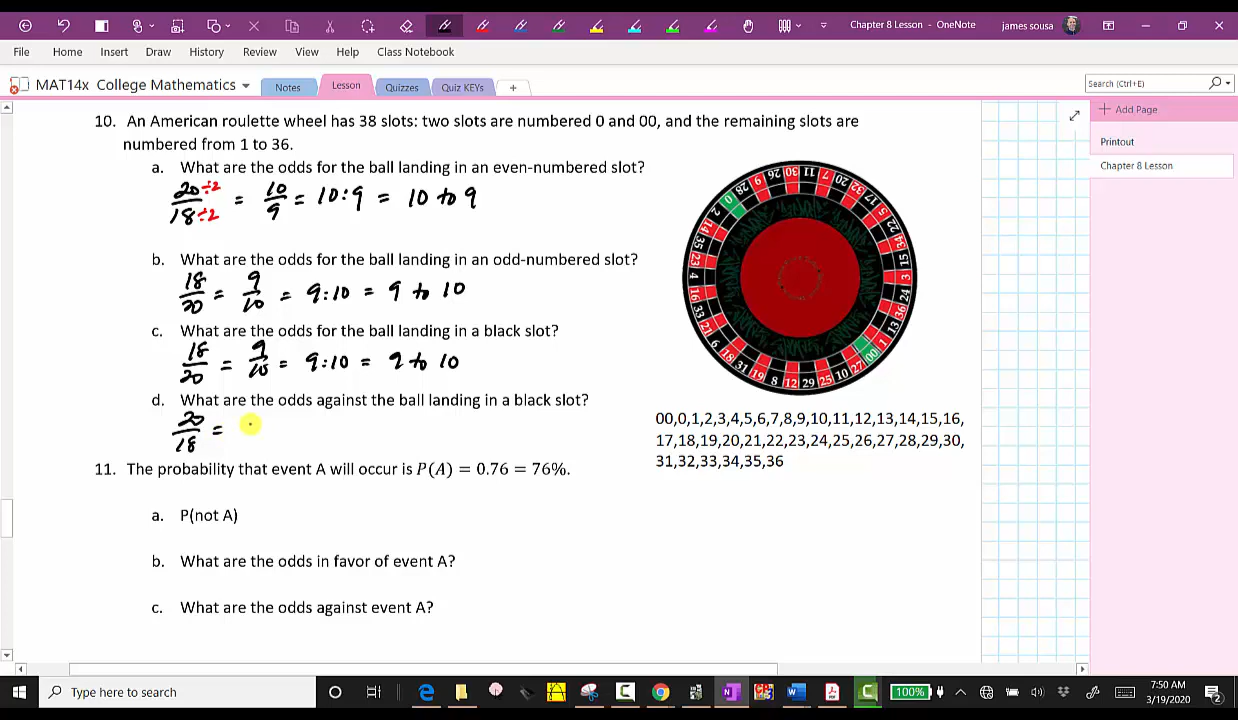 Chapter 8 Lesson - OneNote
james sousa
File Home Insert Draw History Review View Help Class Notebook
MAT14x College Mathematics
Notes Lesson Quizzes Quiz KEYs +
Search (Ctrl+E)
Add Page
Printout
Chapter 8 Lesson
10. An American roulette wheel has 38 slots: two slots are numbered 0 and 00, and the remaining slots are
numbered from 1 to 36.
a. What are the odds for the ball landing in an even-numbered slot?
20÷2/18÷2 = 10/9 = 10:9 = 10 to 9
b. What are the odds for the ball landing in an odd-numbered slot?
18/20 = 9/10 = 9:10 = 9 to 10
c. What are the odds for the ball landing in a black slot?
18/20 = 9/10 = 9:10 = 9 to 10
d. What are the odds against the ball landing in a black slot?
20/18 =
00,0,1,2,3,4,5,6,7,8,9,10,11,12,13,14,15,16,
17,18,19,20,21,22,23,24,25,26,27,28,29,30,
31,32,33,34,35,36
11. The probability that event A will occur is P(A) = 0.76 = 76%.
a. P(not A)
b. What are the odds in favor of event A?
c. What are the odds against event A?
Type here to search
100%
7:50 AM
3/19/2020